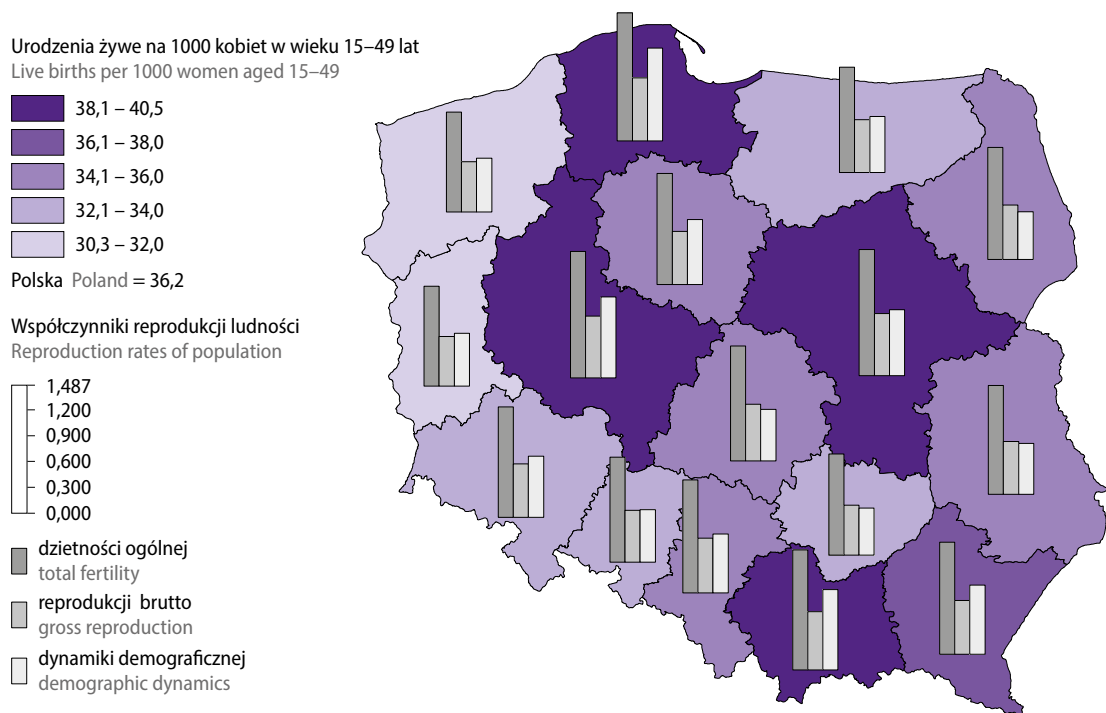 Urodzenia żywe na 1000 kobiet w wieku 15–49 lat
Live births per 1000 women aged 15–49
38,1 – 40,5
36,1 – 38,0
34,1 – 36,0
32,1 – 34,0
30,3 – 32,0
Polska Poland = 36,2
Współczynniki reprodukcji ludności
Reproduction rates of population
1,487
1,200
0,900
0,600
0,300
0,000
dzietności ogólnej
total fertility
reprodukcji brutto
gross reproduction
dynamiki demograficznej
demographic dynamics